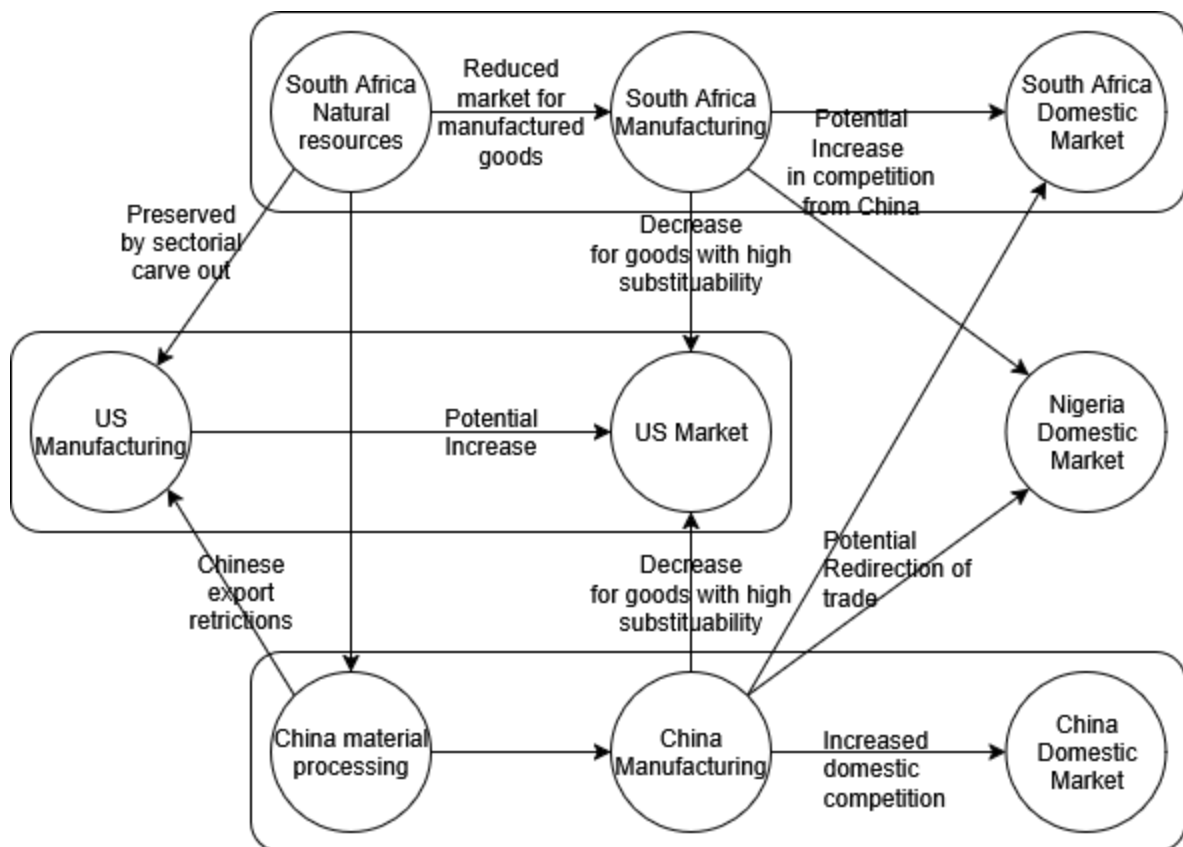 South Africa
Natural
resources
Reduced
market for
manufactured
goods
South Africa
Manufacturing
Potential
Increase
in competition
from China
South Africa
Domestic
Market
Preserved
by sectorial
carve out
Decrease
for goods with high
substituability
US
Manufacturing
Potential
Increase
US Market
Nigeria
Domestic
Market
Chinese
export
retrictions
Decrease
for goods with high
substituability
Potential
Redirection of
trade
China material
processing
China
Manufacturing
Increased
domestic
competition
China
Domestic
Market